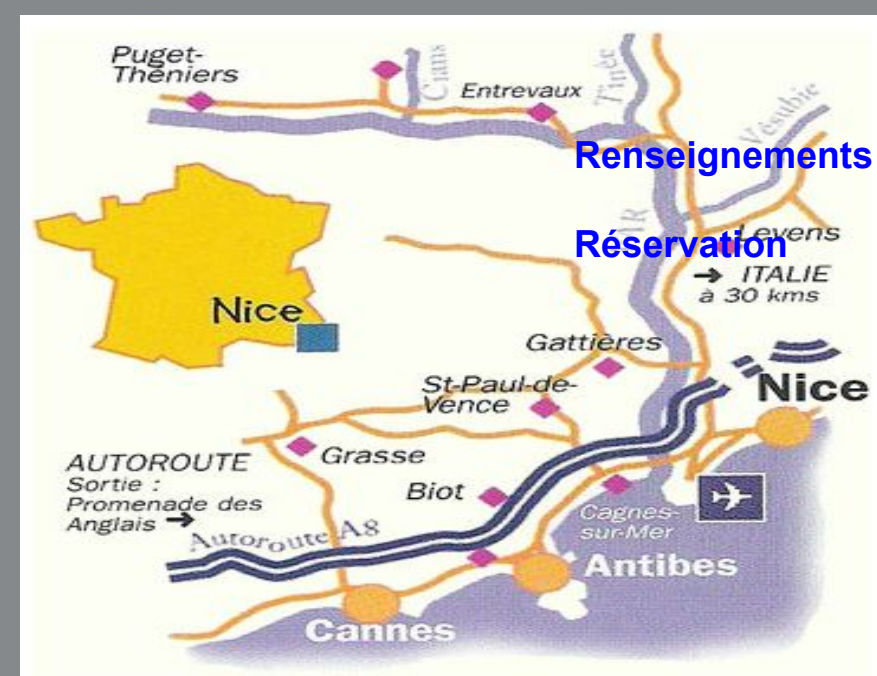 Puget-
Théniers
Cians
Entrevaux
Tinée
Vésubie
Renseignements
VAR
Réservation
Levens
→ ITALIE
à 30 kms
Nice
Gattières
St-Paul-de-
Vence
Nice
Grasse
AUTOROUTE
Sortie :
Promenade des
Anglais →
Biot
Cagnes-
sur-Mer
Autoroute A8
Antibes
Cannes